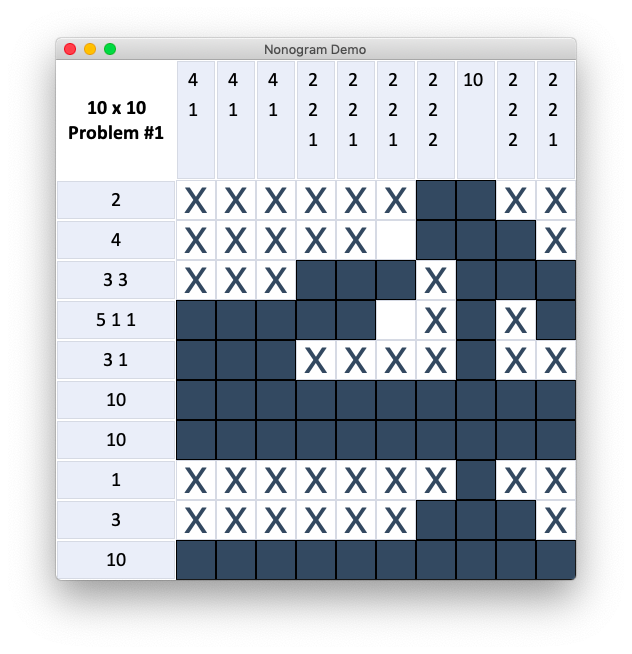 Nonogram Demo
10 x 10
Problem #1
4 4 4 2 2 2 2 10 2 2
1 1 1 2 2 2 2 2 2
1 1 1 2 2 1
2 X X X X X X X X
4 X X X X X X
3 3 X X X X
5 1 1 X X
3 1 X X X X X X
10
10
1 X X X X X X X X X
3 X X X X X X X
10